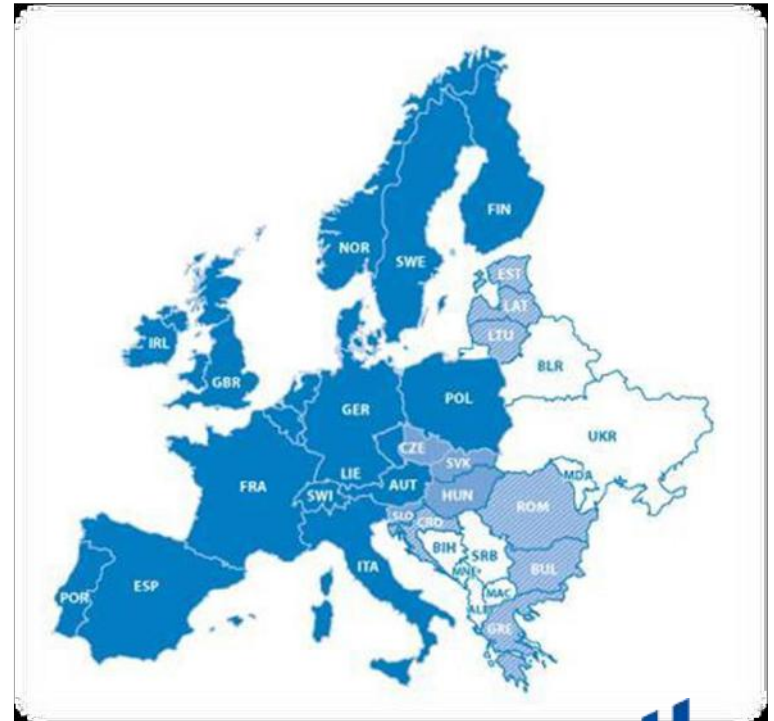 FIN
NOR
SWE
EST
LAT
LTU
IRL
BLR
GBR
POL
GER
UKR
CZE
SVK
LIE
MDA
FRA
SWI
AUT
HUN
ROM
SLO
CRO
BIH
SRB
ITA
MNE
BUL
ESP
MAC
POR
ALB
GRE